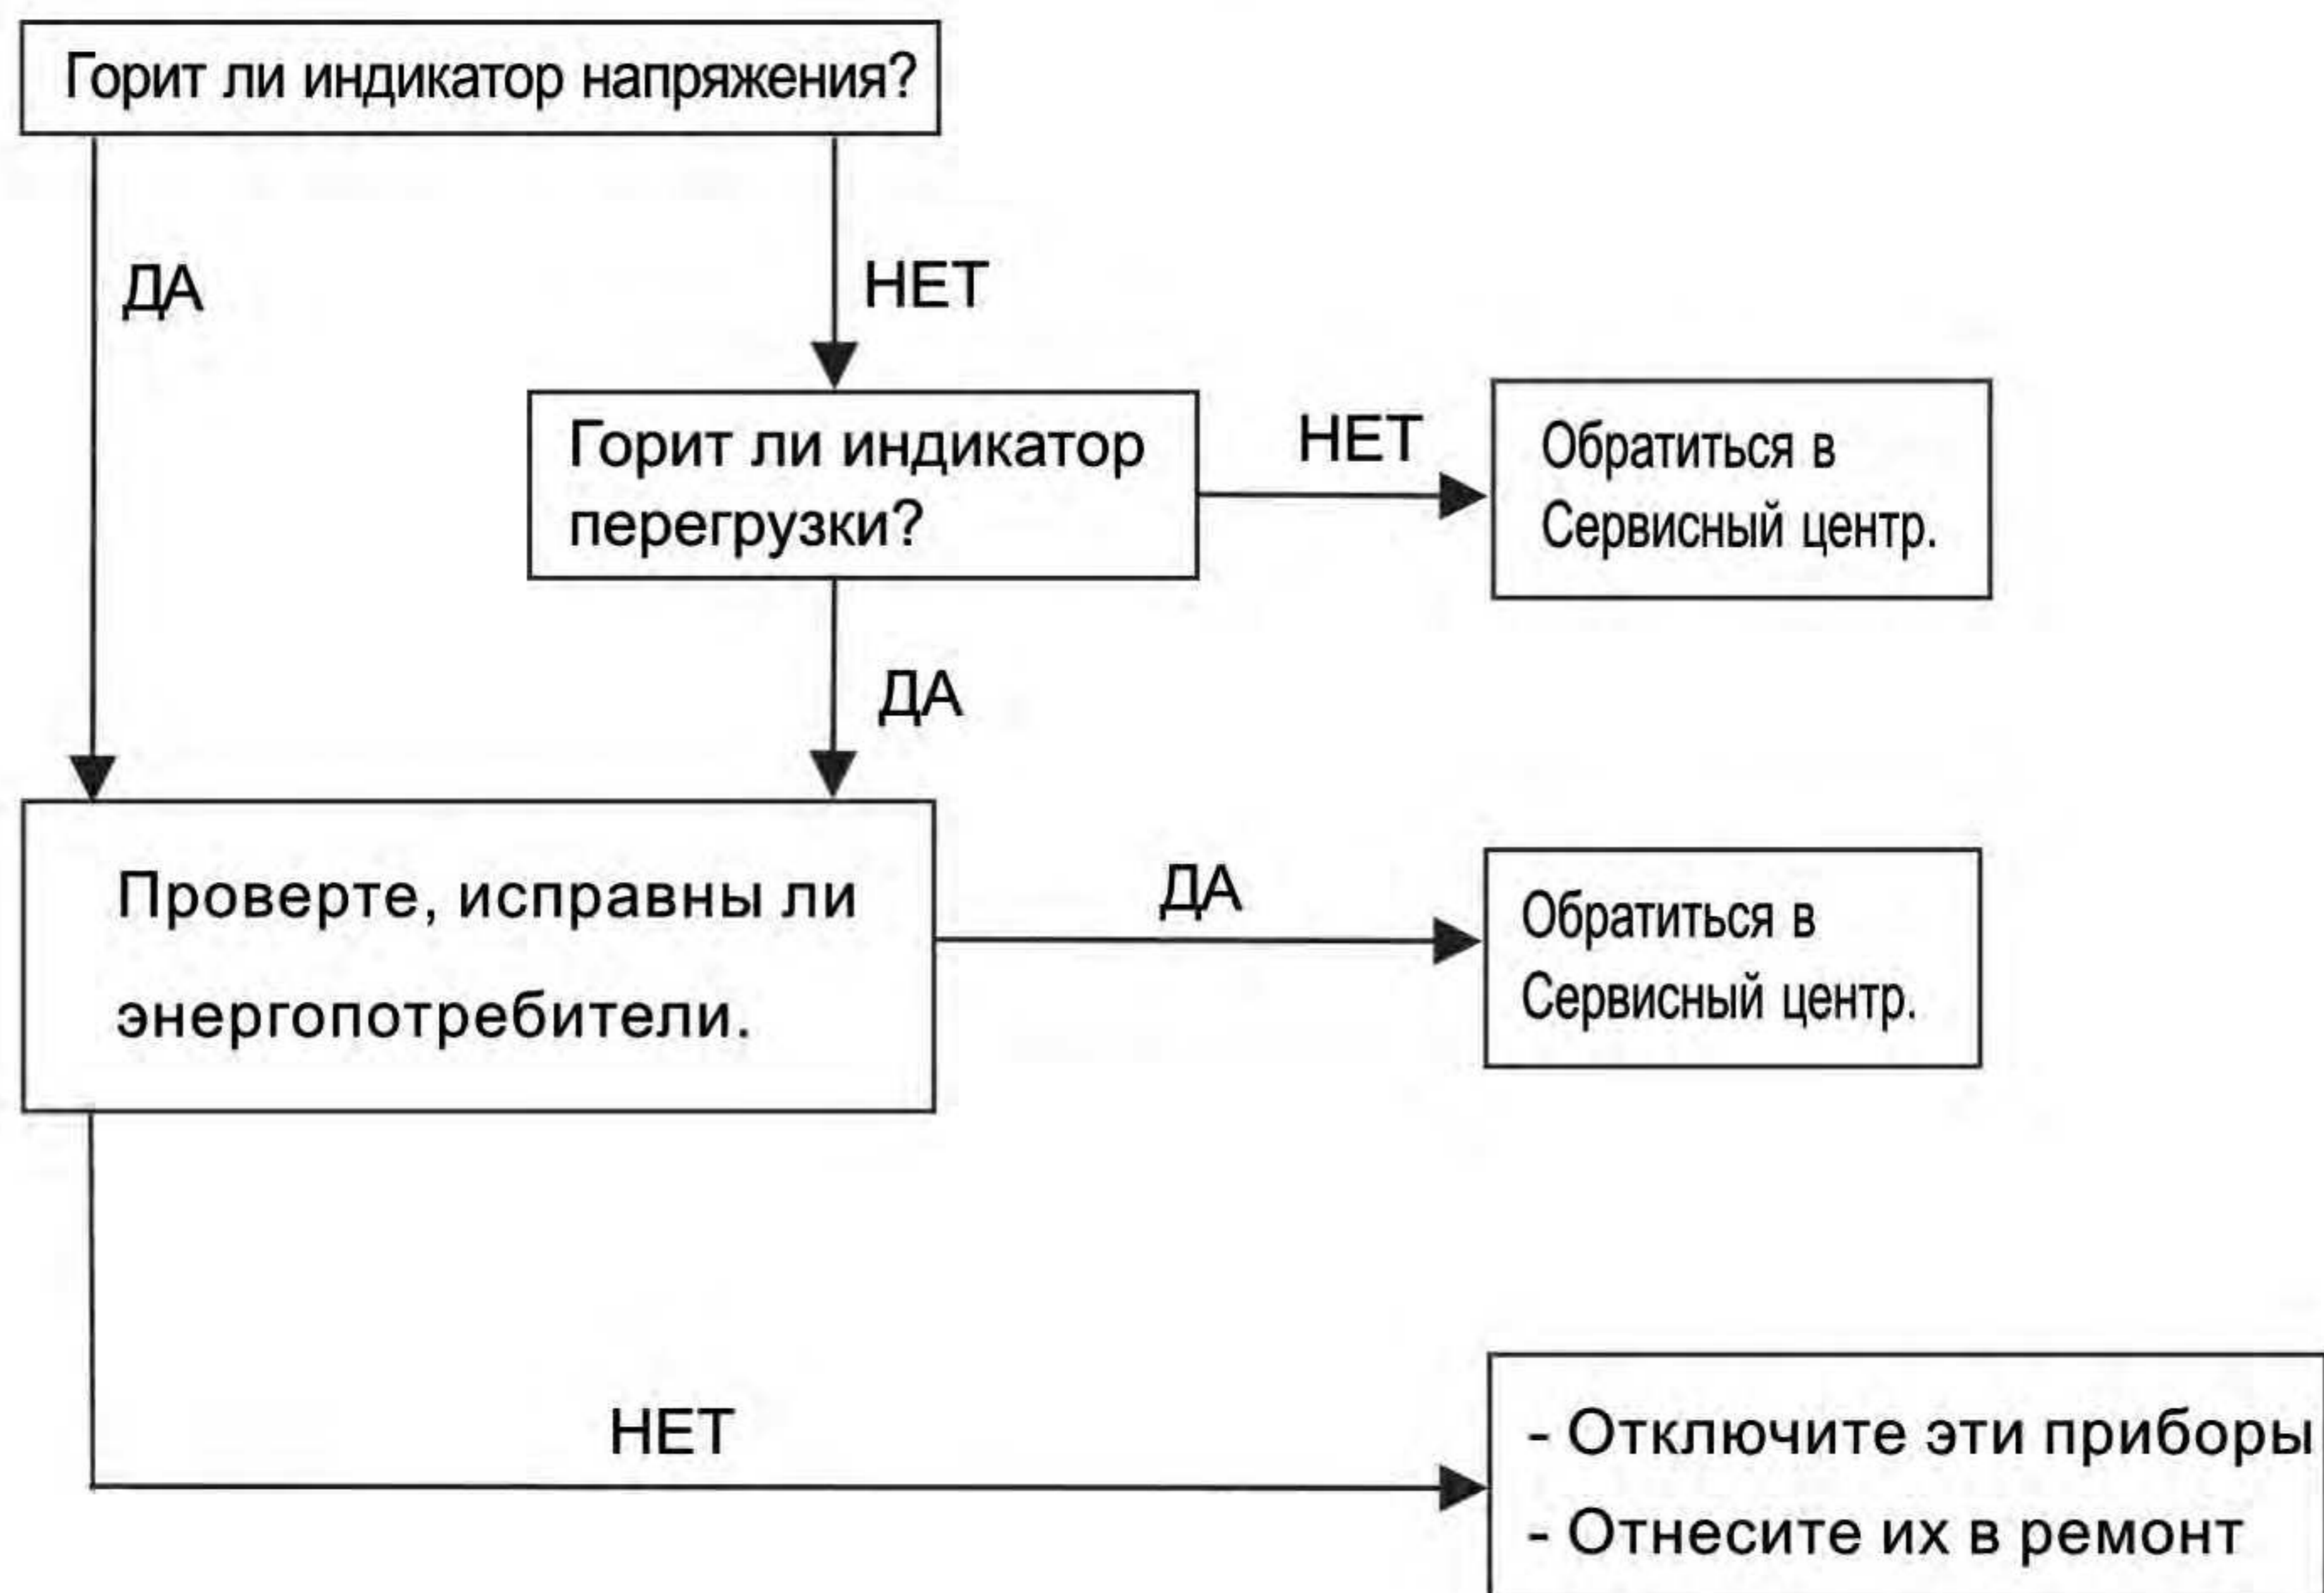 Горит ли индикатор напряжения?
ДА
НЕТ
Горит ли индикатор
перегрузки?
НЕТ
Обратиться в
Сервисный центр.
ДА
Проверте, исправны ли
энергопотребители.
ДА
Обратиться в
Сервисный центр.
НЕТ
- Отключите эти приборы
- Отнесите их в ремонт